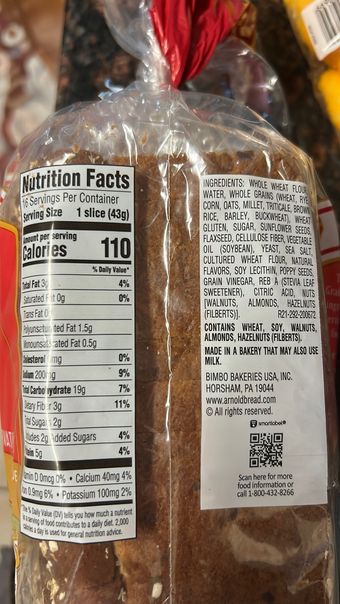 Nutrition Facts
16 Servings Per Container
Serving Size 1 slice (43g)
Amount per serving
Calories 110
% Daily Value*
Total Fat 3g 4%
Saturated Fat 0g 0%
Trans Fat 0g
Polyunsaturated Fat 1.5g
Monounsaturated Fat 0.5g
Cholesterol 0mg 0%
Sodium 200mg 9%
Total Carbohydrate 19g 7%
Dietary Fiber 3g 11%
Total Sugars 2g
Includes 2g Added Sugars 4%
Protein 5g 4%
Vitamin D 0mcg 0% • Calcium 40mg 4%
Iron 0.9mg 6% • Potassium 100mg 2%
*The % Daily Value (DV) tells you how much a nutrient
in a serving of food contributes to a daily diet. 2,000
calories a day is used for general nutrition advice.
INGREDIENTS: WHOLE WHEAT FLOUR,
WATER, WHOLE GRAINS (WHEAT, RYE,
CORN, OATS, MILLET, TRITICALE, BROWN
RICE, BARLEY, BUCKWHEAT), WHEAT
GLUTEN, SUGAR, SUNFLOWER SEEDS,
FLAXSEED, CELLULOSE FIBER, VEGETABLE
OIL (SOYBEAN), YEAST, SEA SALT,
CULTURED WHEAT FLOUR, NATURAL
FLAVORS, SOY LECITHIN, POPPY SEEDS,
GRAIN VINEGAR, REB A (STEVIA LEAF
SWEETENER), CITRIC ACID, NUTS
[WALNUTS, ALMONDS, HAZELNUTS
(FILBERTS)]. R21-292-200672
CONTAINS WHEAT, SOY, WALNUTS,
ALMONDS, HAZELNUTS (FILBERTS).
MADE IN A BAKERY THAT MAY ALSO USE
MILK.
BIMBO BAKERIES USA, INC.
HORSHAM, PA 19044
www.arnoldbread.com
© All rights reserved.
smartlabel
Scan here for more
food information or
call 1-800-432-8266